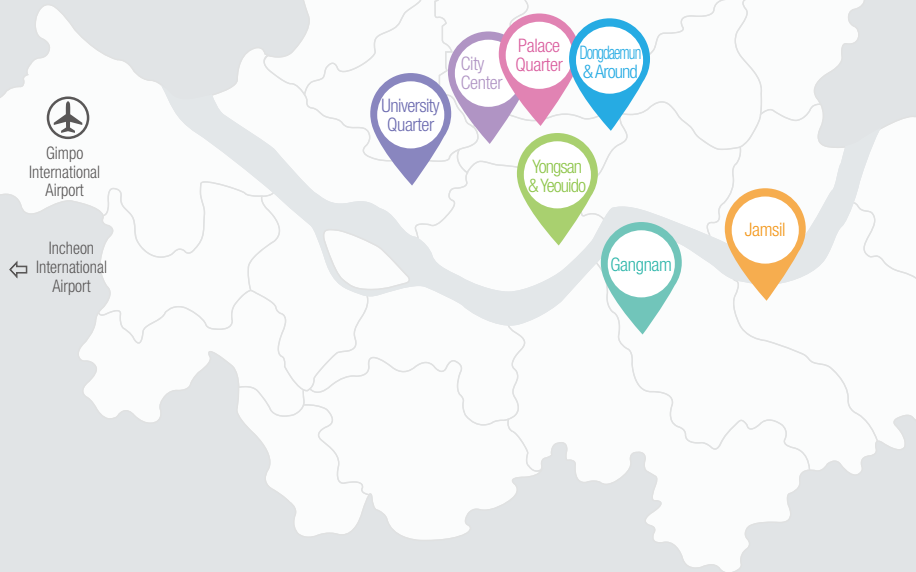 Palace
Quarter
Dongdaemun
& Around
City
Center
University
Quarter
Gimpo
International
Airport
Yongsan
& Yeouido
Jamsil
Incheon
International
Airport
Gangnam